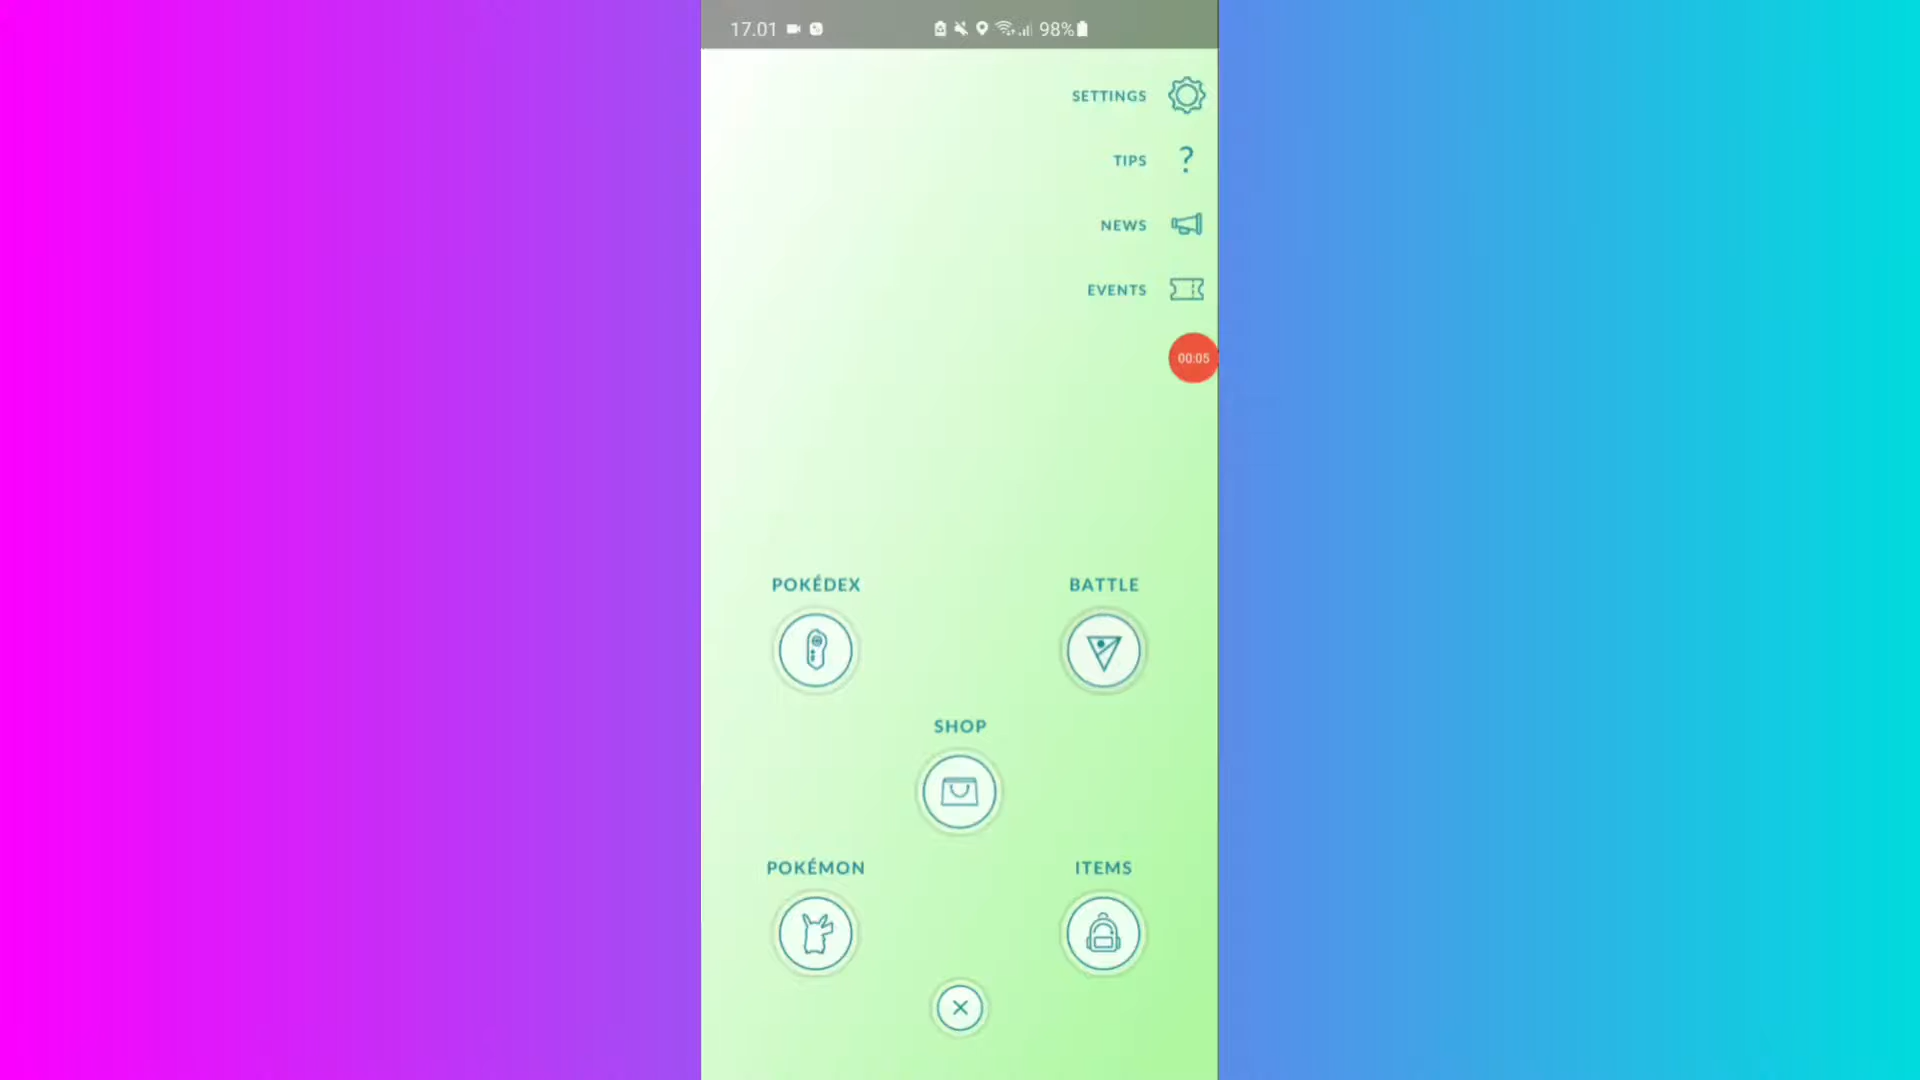 17.01 98%
SETTINGS
TIPS
?
NEWS
EVENTS
00:05
POKÉDEX
BATTLE
SHOP
POKÉMON
ITEMS